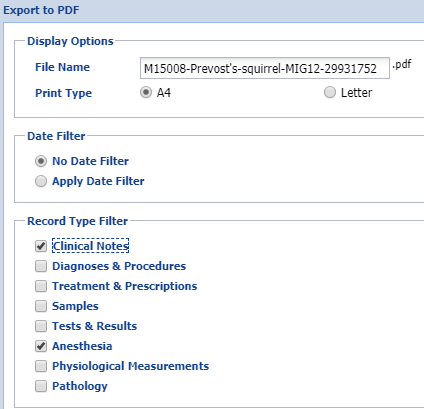 Export to PDF
Display Options
File Name M15008-Prevost's-squirrel-MIG12-29931752 .pdf
Print Type A4 Letter
Date Filter
No Date Filter
Apply Date Filter
Record Type Filter
Clinical Notes
Diagnoses & Procedures
Treatment & Prescriptions
Samples
Tests & Results
Anesthesia
Physiological Measurements
Pathology